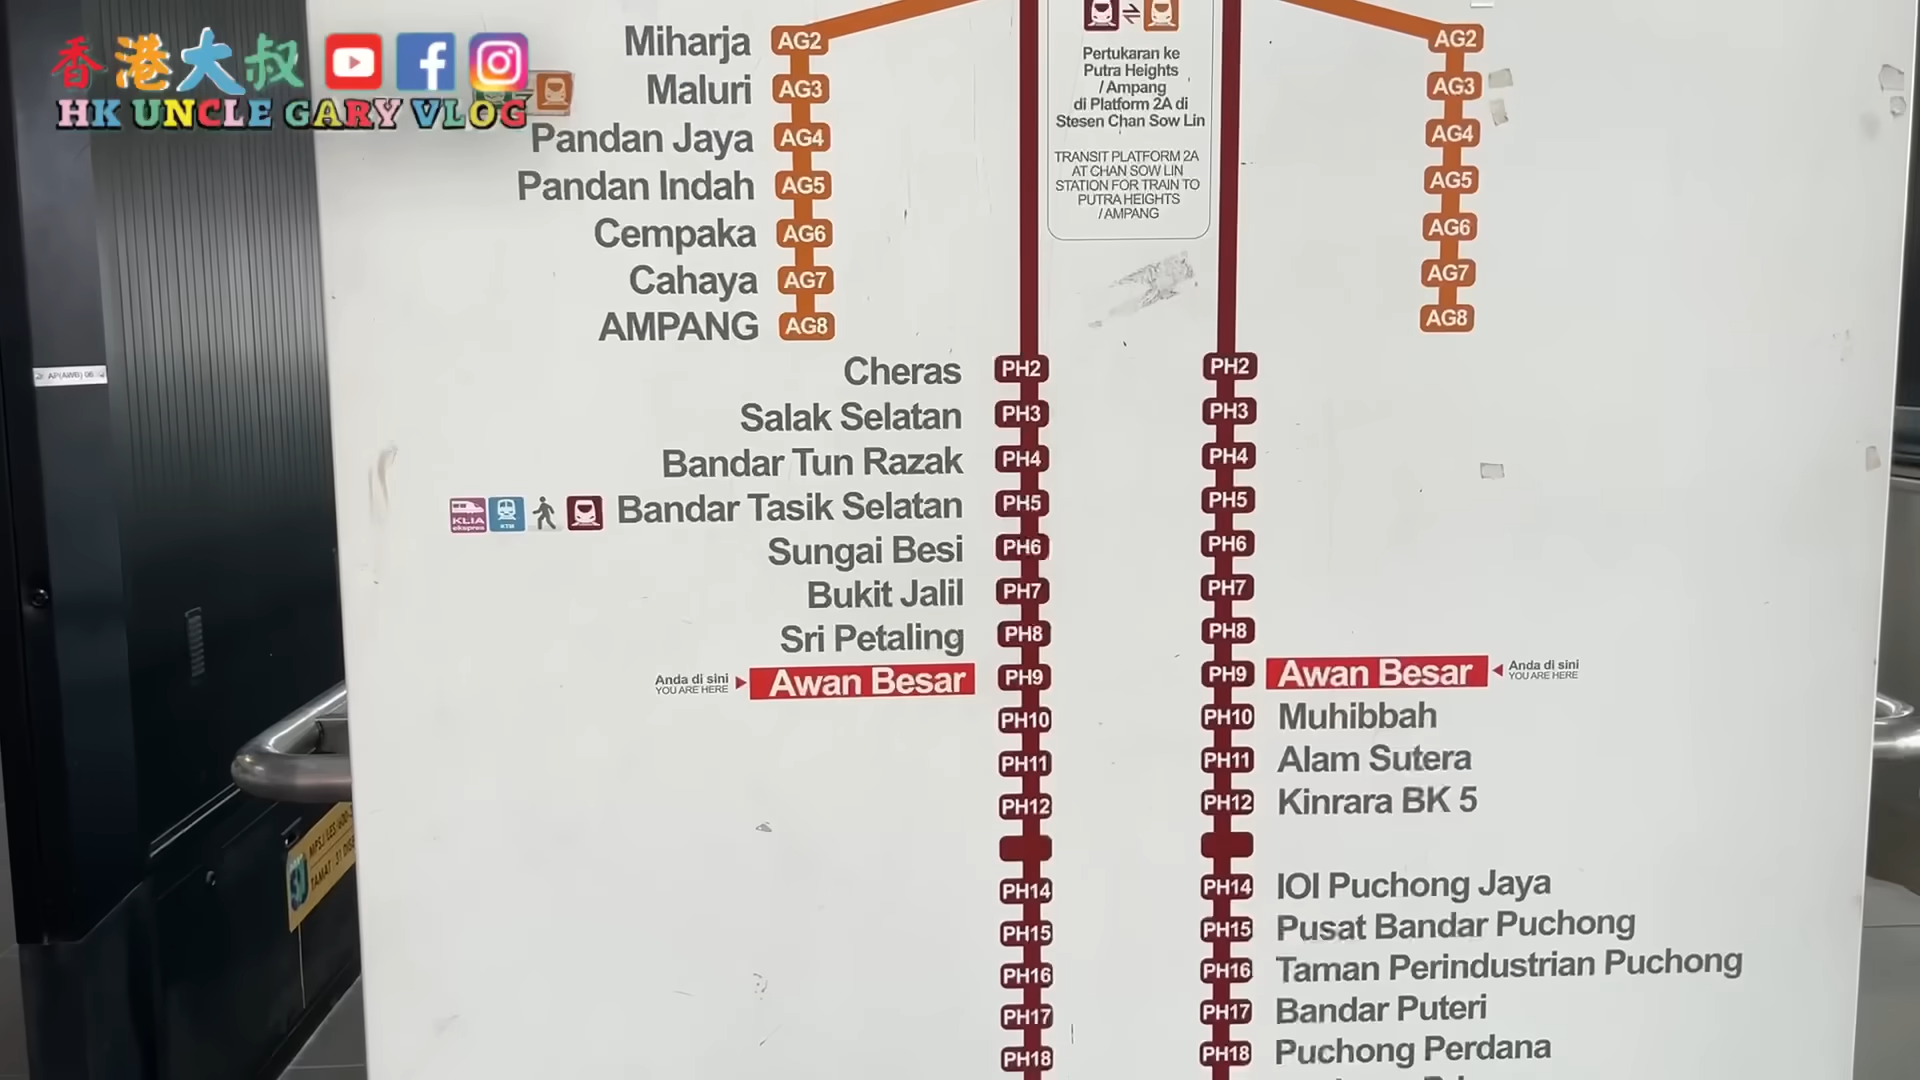 香港大叔
HK UNCLE GARY VLOG
Miharja AG2
Maluri AG3
Pandan Jaya AG4
Pandan Indah AG5
Cempaka AG6
Cahaya AG7
AMPANG AG8
Cheras PH2
Salak Selatan PH3
Bandar Tun Razak PH4
KLIA ekspres KTM Bandar Tasik Selatan PH5
Sungai Besi PH6
Bukit Jalil PH7
Sri Petaling PH8
Anda di sini
YOU ARE HERE
Awan Besar PH9
PH10
PH11
PH12
PH14
PH15
PH16
PH17
PH18
Pertukaran ke
Putra Heights
/ Ampang
di Platform 2A di
Stesen Chan Sow Lin
TRANSIT PLATFORM 2A
AT CHAN SOW LIN
STATION FOR TRAIN TO
PUTRA HEIGHTS
/ AMPANG
AG2
AG3
AG4
AG5
AG6
AG7
AG8
PH2
PH3
PH4
PH5
PH6
PH7
PH8
PH9 Awan Besar
Anda di sini
YOU ARE HERE
PH10 Muhibbah
PH11 Alam Sutera
PH12 Kinrara BK 5
PH14 IOI Puchong Jaya
PH15 Pusat Bandar Puchong
PH16 Taman Perindustrian Puchong
PH17 Bandar Puteri
PH18 Puchong Perdana